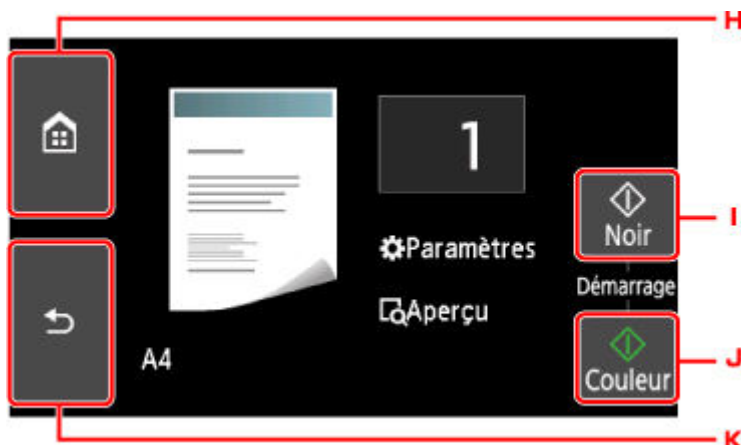 H
1
Noir
I
Paramètres
Démarrage
Aperçu
A4
Couleur
J
K